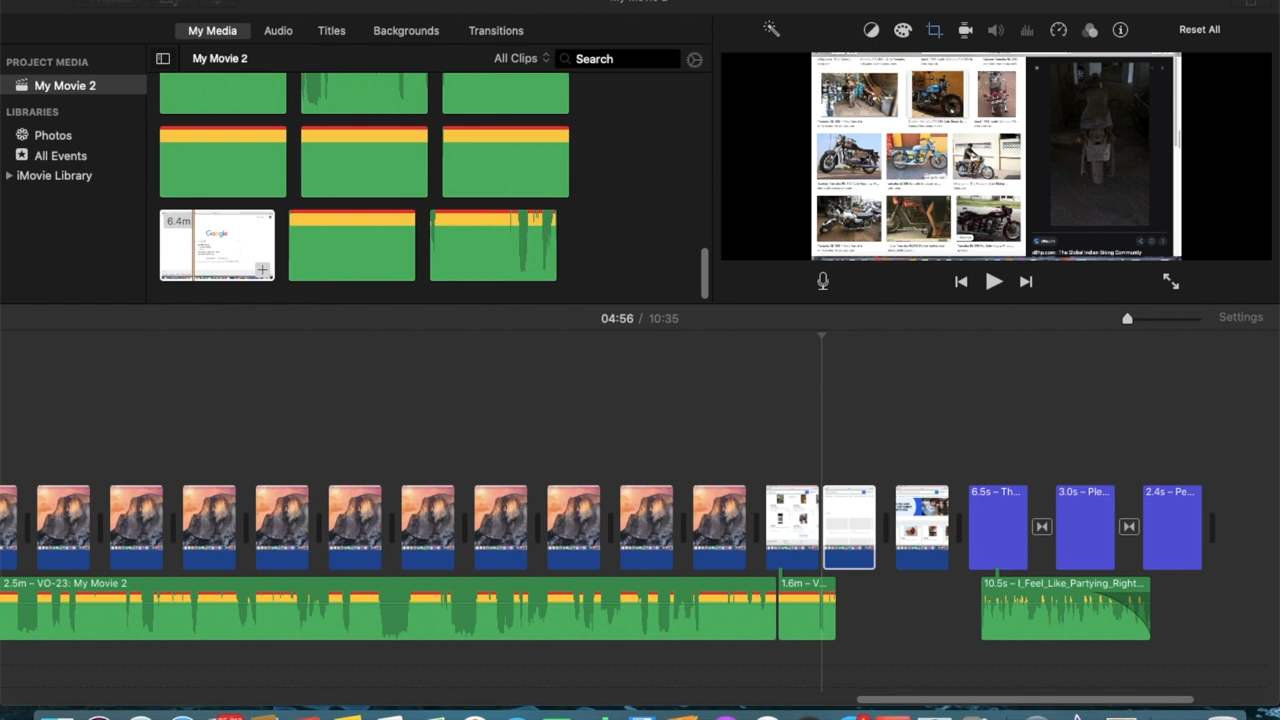 My Media
Audio
Titles
Backgrounds
Transitions
Reset All
PROJECT MEDIA
My Movie 2
All Clips
Search
My Movie 2
LIBRARIES
Photos
All Events
iMovie Library
6.4m
Google
04:56 / 10:35
Settings
6.5s – Th...
3.0s – Ple...
2.4s – Pe...
2.5m – VO-23: My Movie 2
1.6m – V...
10.5s – I_Feel_Like_Partying_Right...